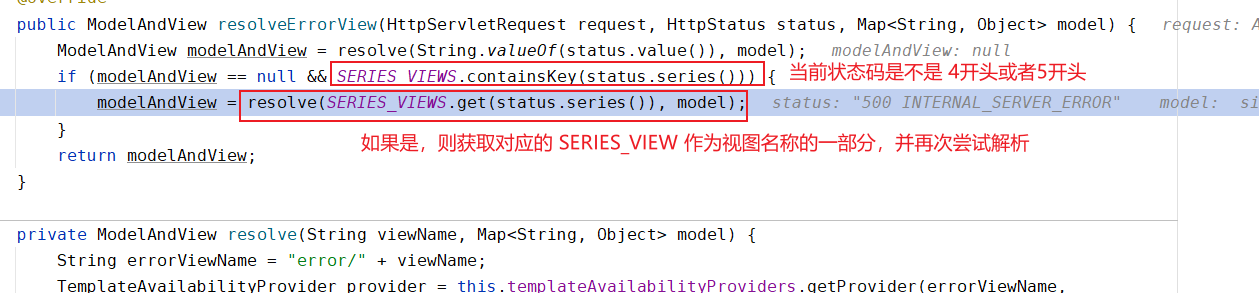 @Override
public ModelAndView resolveErrorView(HttpServletRequest request, HttpStatus status, Map<String, Object> model) { request: A
ModelAndView modelAndView = resolve(String.valueOf(status.value()), model); modelAndView: null
if (modelAndView == null && SERIES_VIEWS.containsKey(status.series())) { 当前状态码是不是 4开头或者5开头
modelAndView = resolve(SERIES_VIEWS.get(status.series()), model); status: "500 INTERNAL_SERVER_ERROR" model: si
} 如果是，则获取对应的 SERIES_VIEW 作为视图名称的一部分，并再次尝试解析
return modelAndView;
}
private ModelAndView resolve(String viewName, Map<String, Object> model) {
String errorViewName = "error/" + viewName;
TemplateAvailabilityProvider provider = this.templateAvailabilityProviders.getProvider(errorViewName,